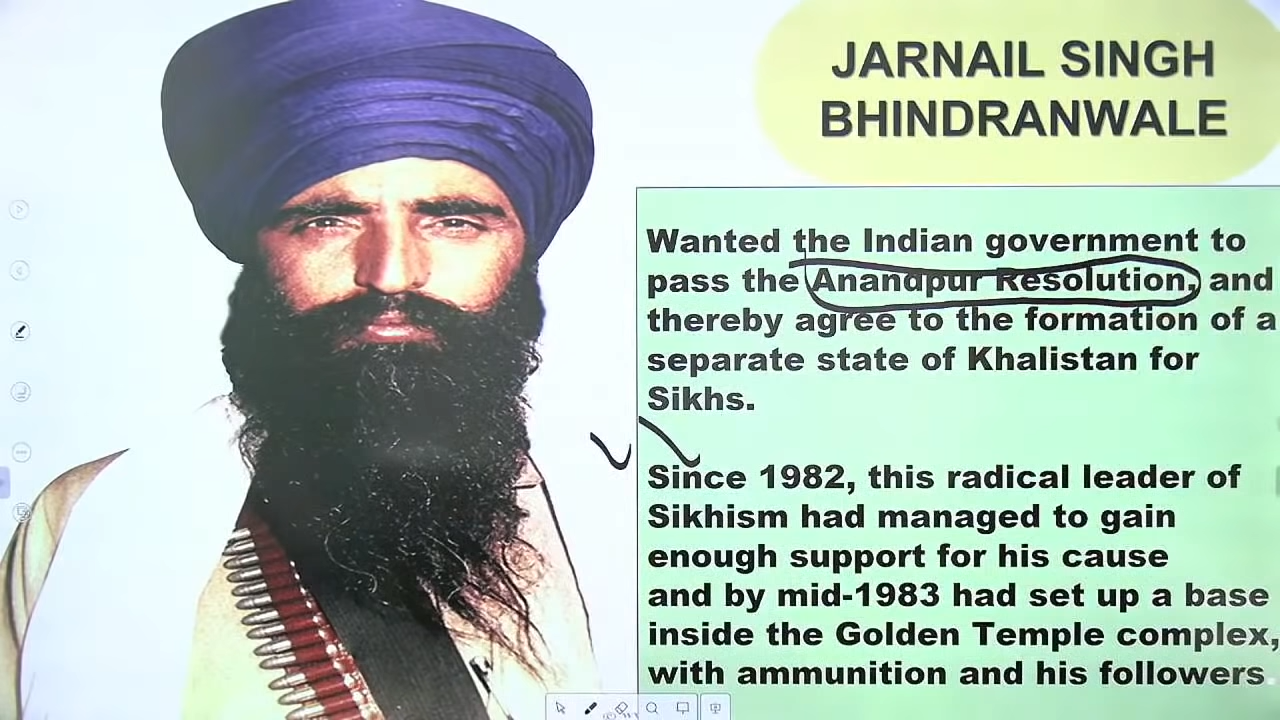 JARNAIL SINGH
BHINDRANWALE
Wanted the Indian government to
pass the Anandpur Resolution, and
thereby agree to the formation of a
separate state of Khalistan for
Sikhs.
Since 1982, this radical leader of
Sikhism had managed to gain
enough support for his cause
and by mid-1983 had set up a base
inside the Golden Temple complex,
with ammunition and his followers.